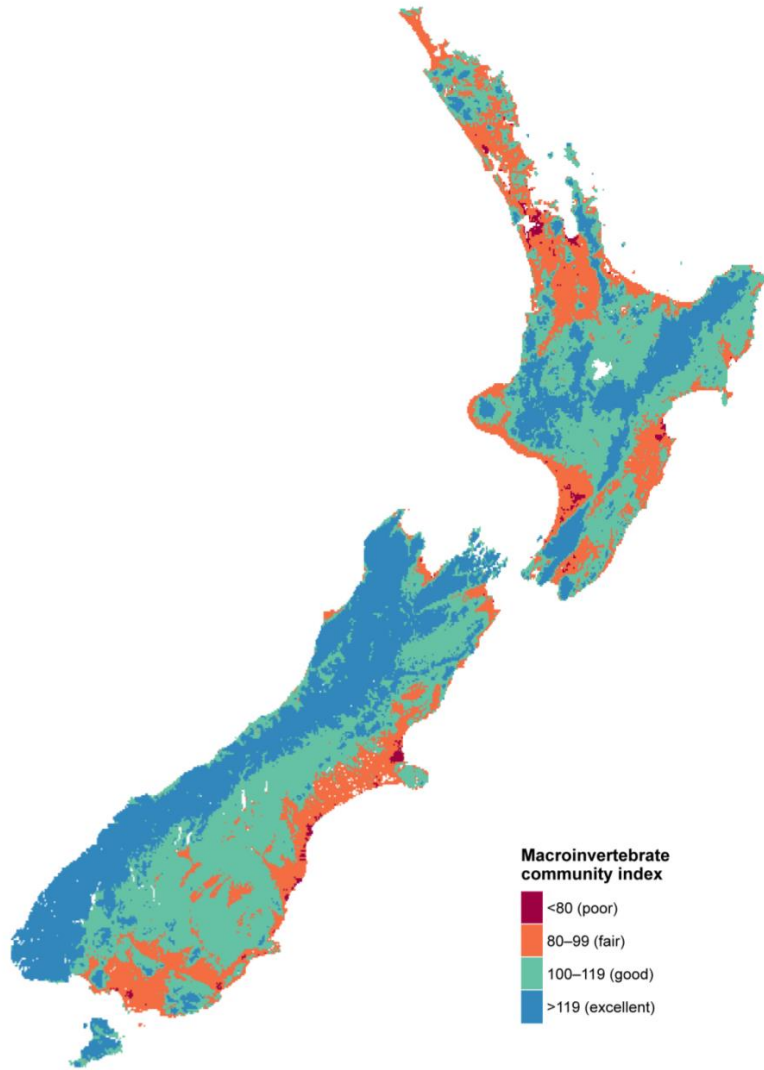 Macroinvertebrate
community index
<80 (poor)
80–99 (fair)
100–119 (good)
>119 (excellent)